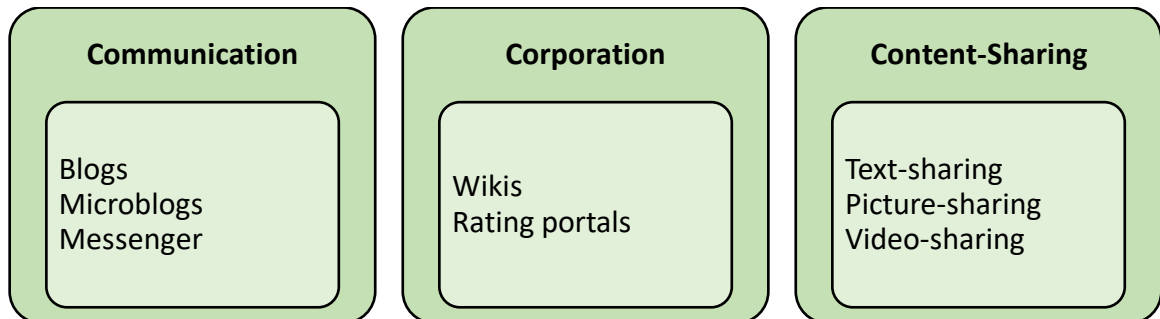 Communication
Blogs
Microblogs
Messenger
Corporation
Wikis
Rating portals
Content-Sharing
Text-sharing
Picture-sharing
Video-sharing